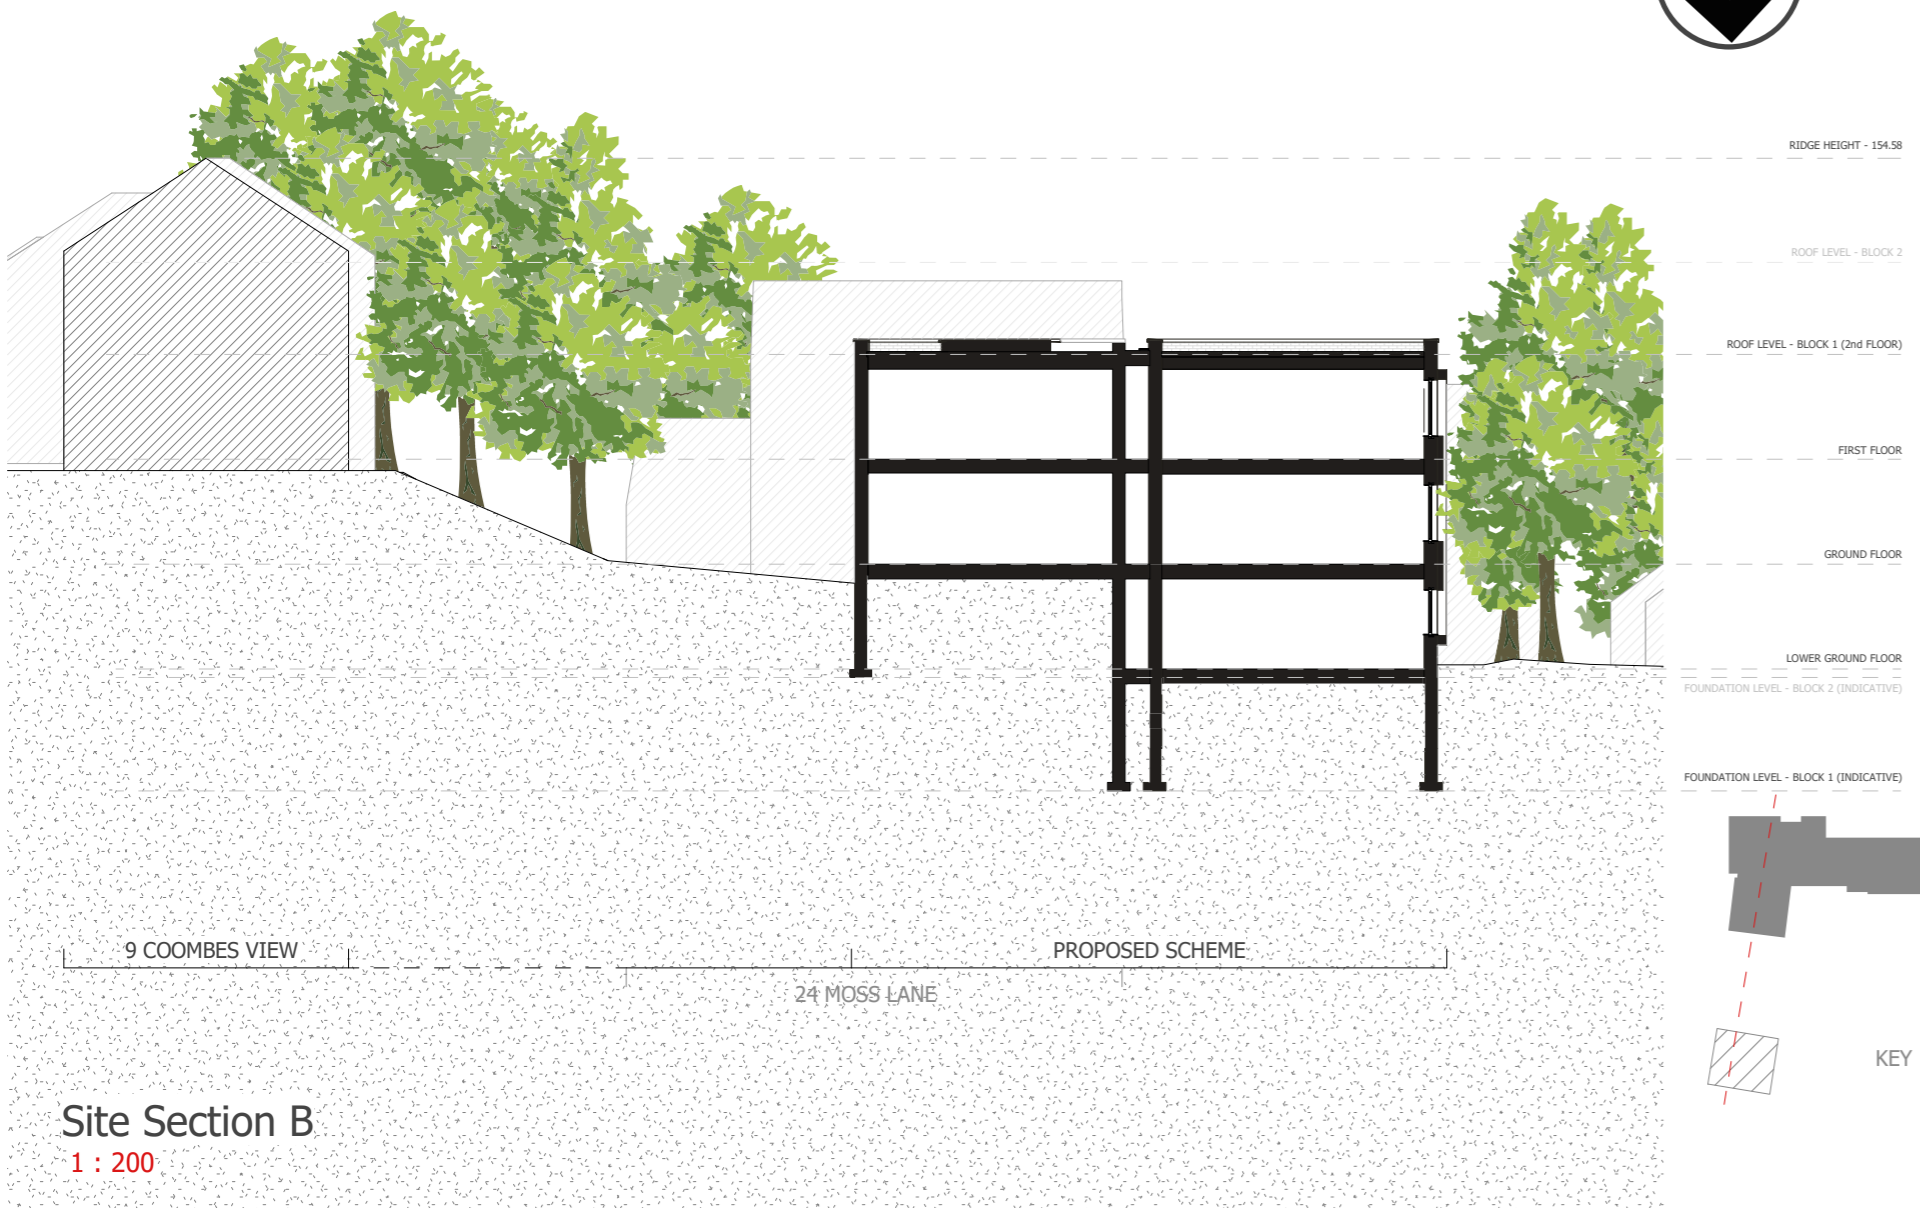 RIDGE HEIGHT - 154.58
ROOF LEVEL - BLOCK 2
ROOF LEVEL - BLOCK 1 (2nd FLOOR)
FIRST FLOOR
GROUND FLOOR
LOWER GROUND FLOOR
FOUNDATION LEVEL - BLOCK 2 (INDICATIVE)
FOUNDATION LEVEL - BLOCK 1 (INDICATIVE)
9 COOMBES VIEW
PROPOSED SCHEME
24 MOSS LANE
KEY
Site Section B
1 : 200